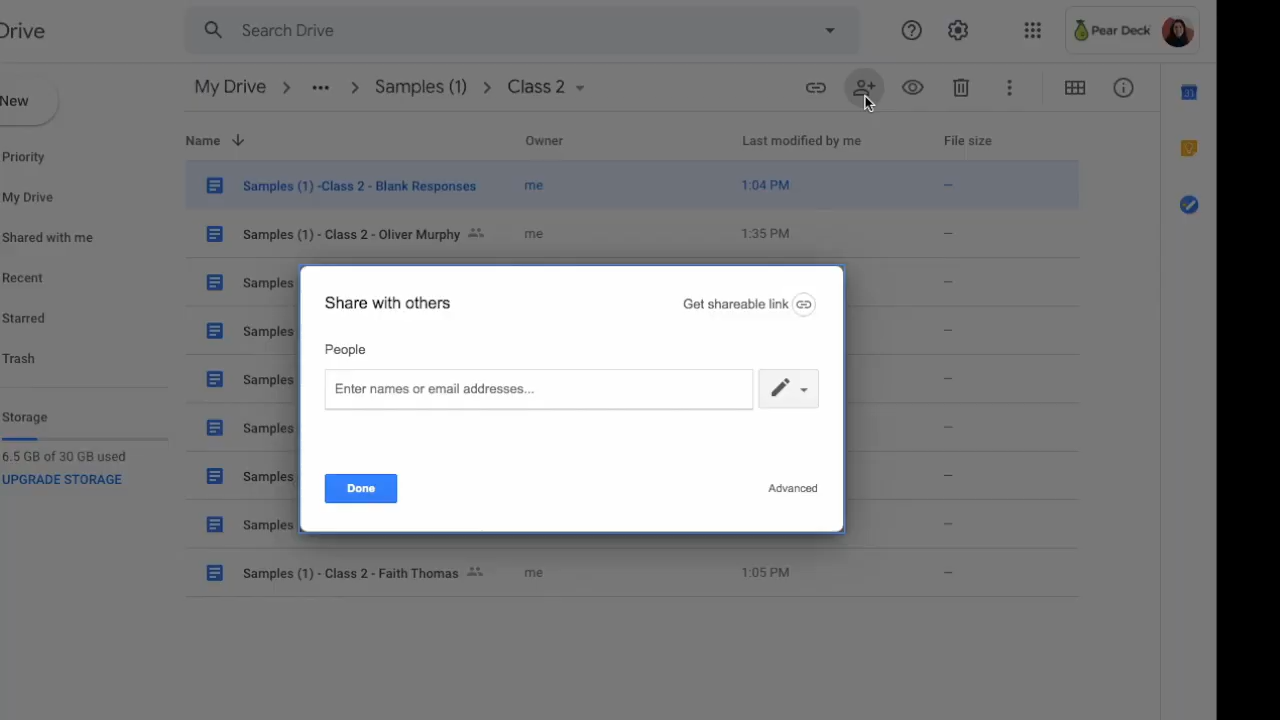 Drive
Search Drive
Pear Deck
New
My Drive > ... > Samples (1) > Class 2
31
Name
Owner
Last modified by me
File size
Priority
Samples (1) -Class 2 - Blank Responses
me
1:04 PM
—
My Drive
Shared with me
Samples (1) - Class 2 - Oliver Murphy
me
1:35 PM
—
Recent
Samples
—
Starred
Samples
—
Trash
Samples
—
Storage
Samples
—
6.5 GB of 30 GB used
UPGRADE STORAGE
Samples
—
Samples
—
Share with others
Get shareable link
People
Enter names or email addresses...
Done
Advanced
Samples (1) - Class 2 - Faith Thomas
me
1:05 PM
—